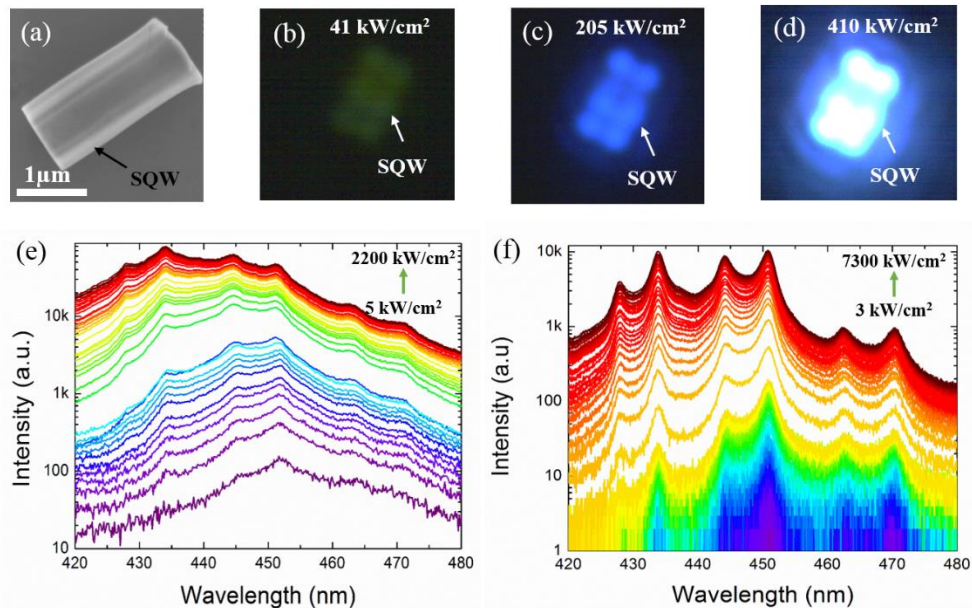 (a)
SQW
1µm
(b)
41 kW/cm²
SQW
(c)
205 kW/cm²
SQW
(d)
410 kW/cm²
SQW
(e)
2200 kW/cm²
5 kW/cm²
Intensity (a.u.)
10k
1k
100
10
420 430 440 450 460 470 480
Wavelength (nm)
(f)
7300 kW/cm²
3 kW/cm²
Intensity (a.u)
10k
1k
100
10
1
420 430 440 450 460 470 480
Wavelength (nm)